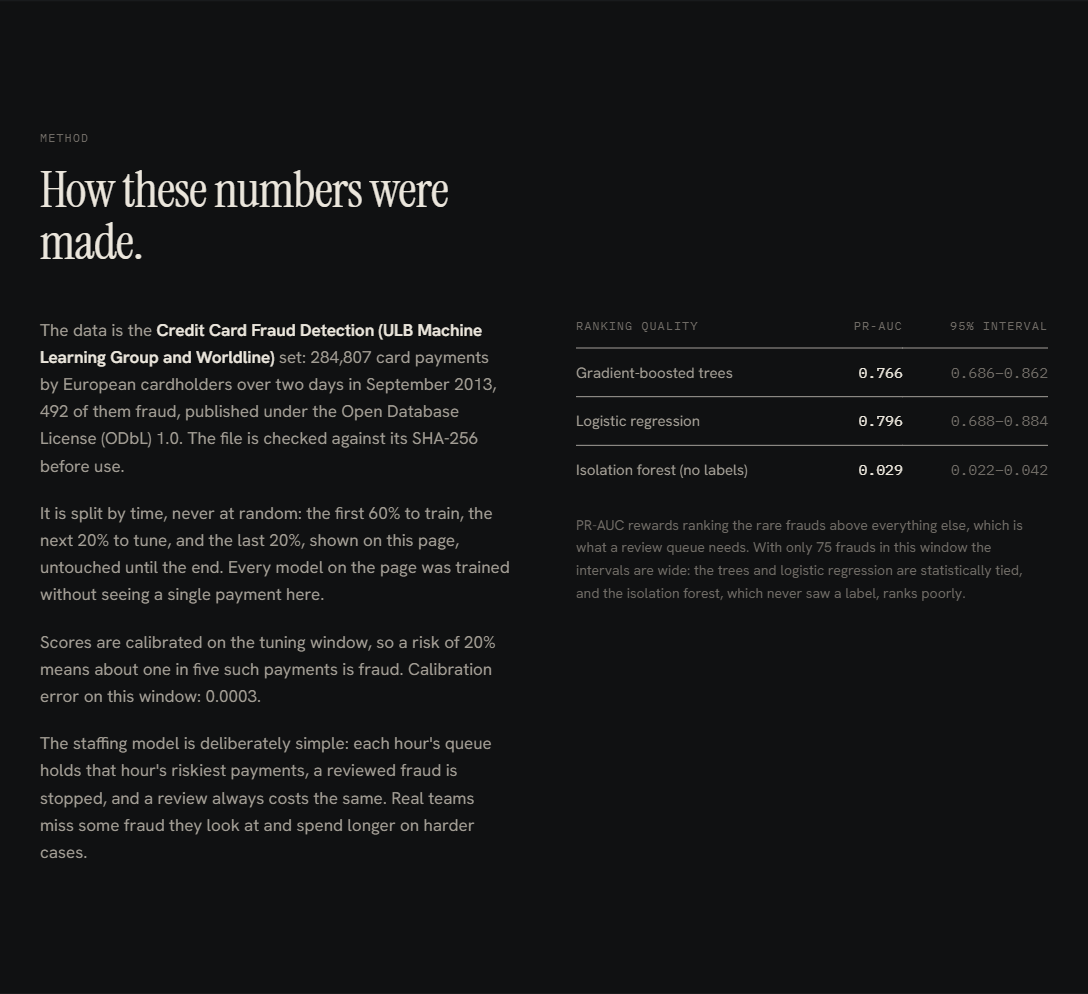 METHOD
How these numbers were
made.
The data is the Credit Card Fraud Detection (ULB Machine
Learning Group and Worldline) set: 284,807 card payments
by European cardholders over two days in September 2013,
492 of them fraud, published under the Open Database
License (ODbL) 1.0. The file is checked against its SHA-256
before use.
It is split by time, never at random: the first 60% to train, the
next 20% to tune, and the last 20%, shown on this page,
untouched until the end. Every model on the page was trained
without seeing a single payment here.
Scores are calibrated on the tuning window, so a risk of 20%
means about one in five such payments is fraud. Calibration
error on this window: 0.0003.
The staffing model is deliberately simple: each hour's queue
holds that hour's riskiest payments, a reviewed fraud is
stopped, and a review always costs the same. Real teams
miss some fraud they look at and spend longer on harder
cases.
RANKING QUALITY PR-AUC 95% INTERVAL
Gradient-boosted trees 0.766 0.686–0.862
Logistic regression 0.796 0.688–0.884
Isolation forest (no labels) 0.029 0.022–0.042
PR-AUC rewards ranking the rare frauds above everything else, which is
what a review queue needs. With only 75 frauds in this window the
intervals are wide: the trees and logistic regression are statistically tied,
and the isolation forest, which never saw a label, ranks poorly.